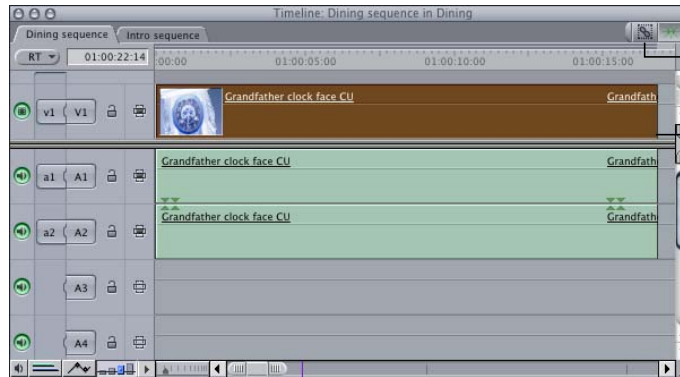 Timeline: Dining sequence in Dining
Dining sequence Intro sequence
RT 01:00:22:14 :00:00 01:00:05:00 01:00:10:00 01:00:15:00
v1 V1 Grandfather clock face CU Grandfath
a1 A1 Grandfather clock face CU Grandfath
a2 A2 Grandfather clock face CU Grandfath
A3
A4